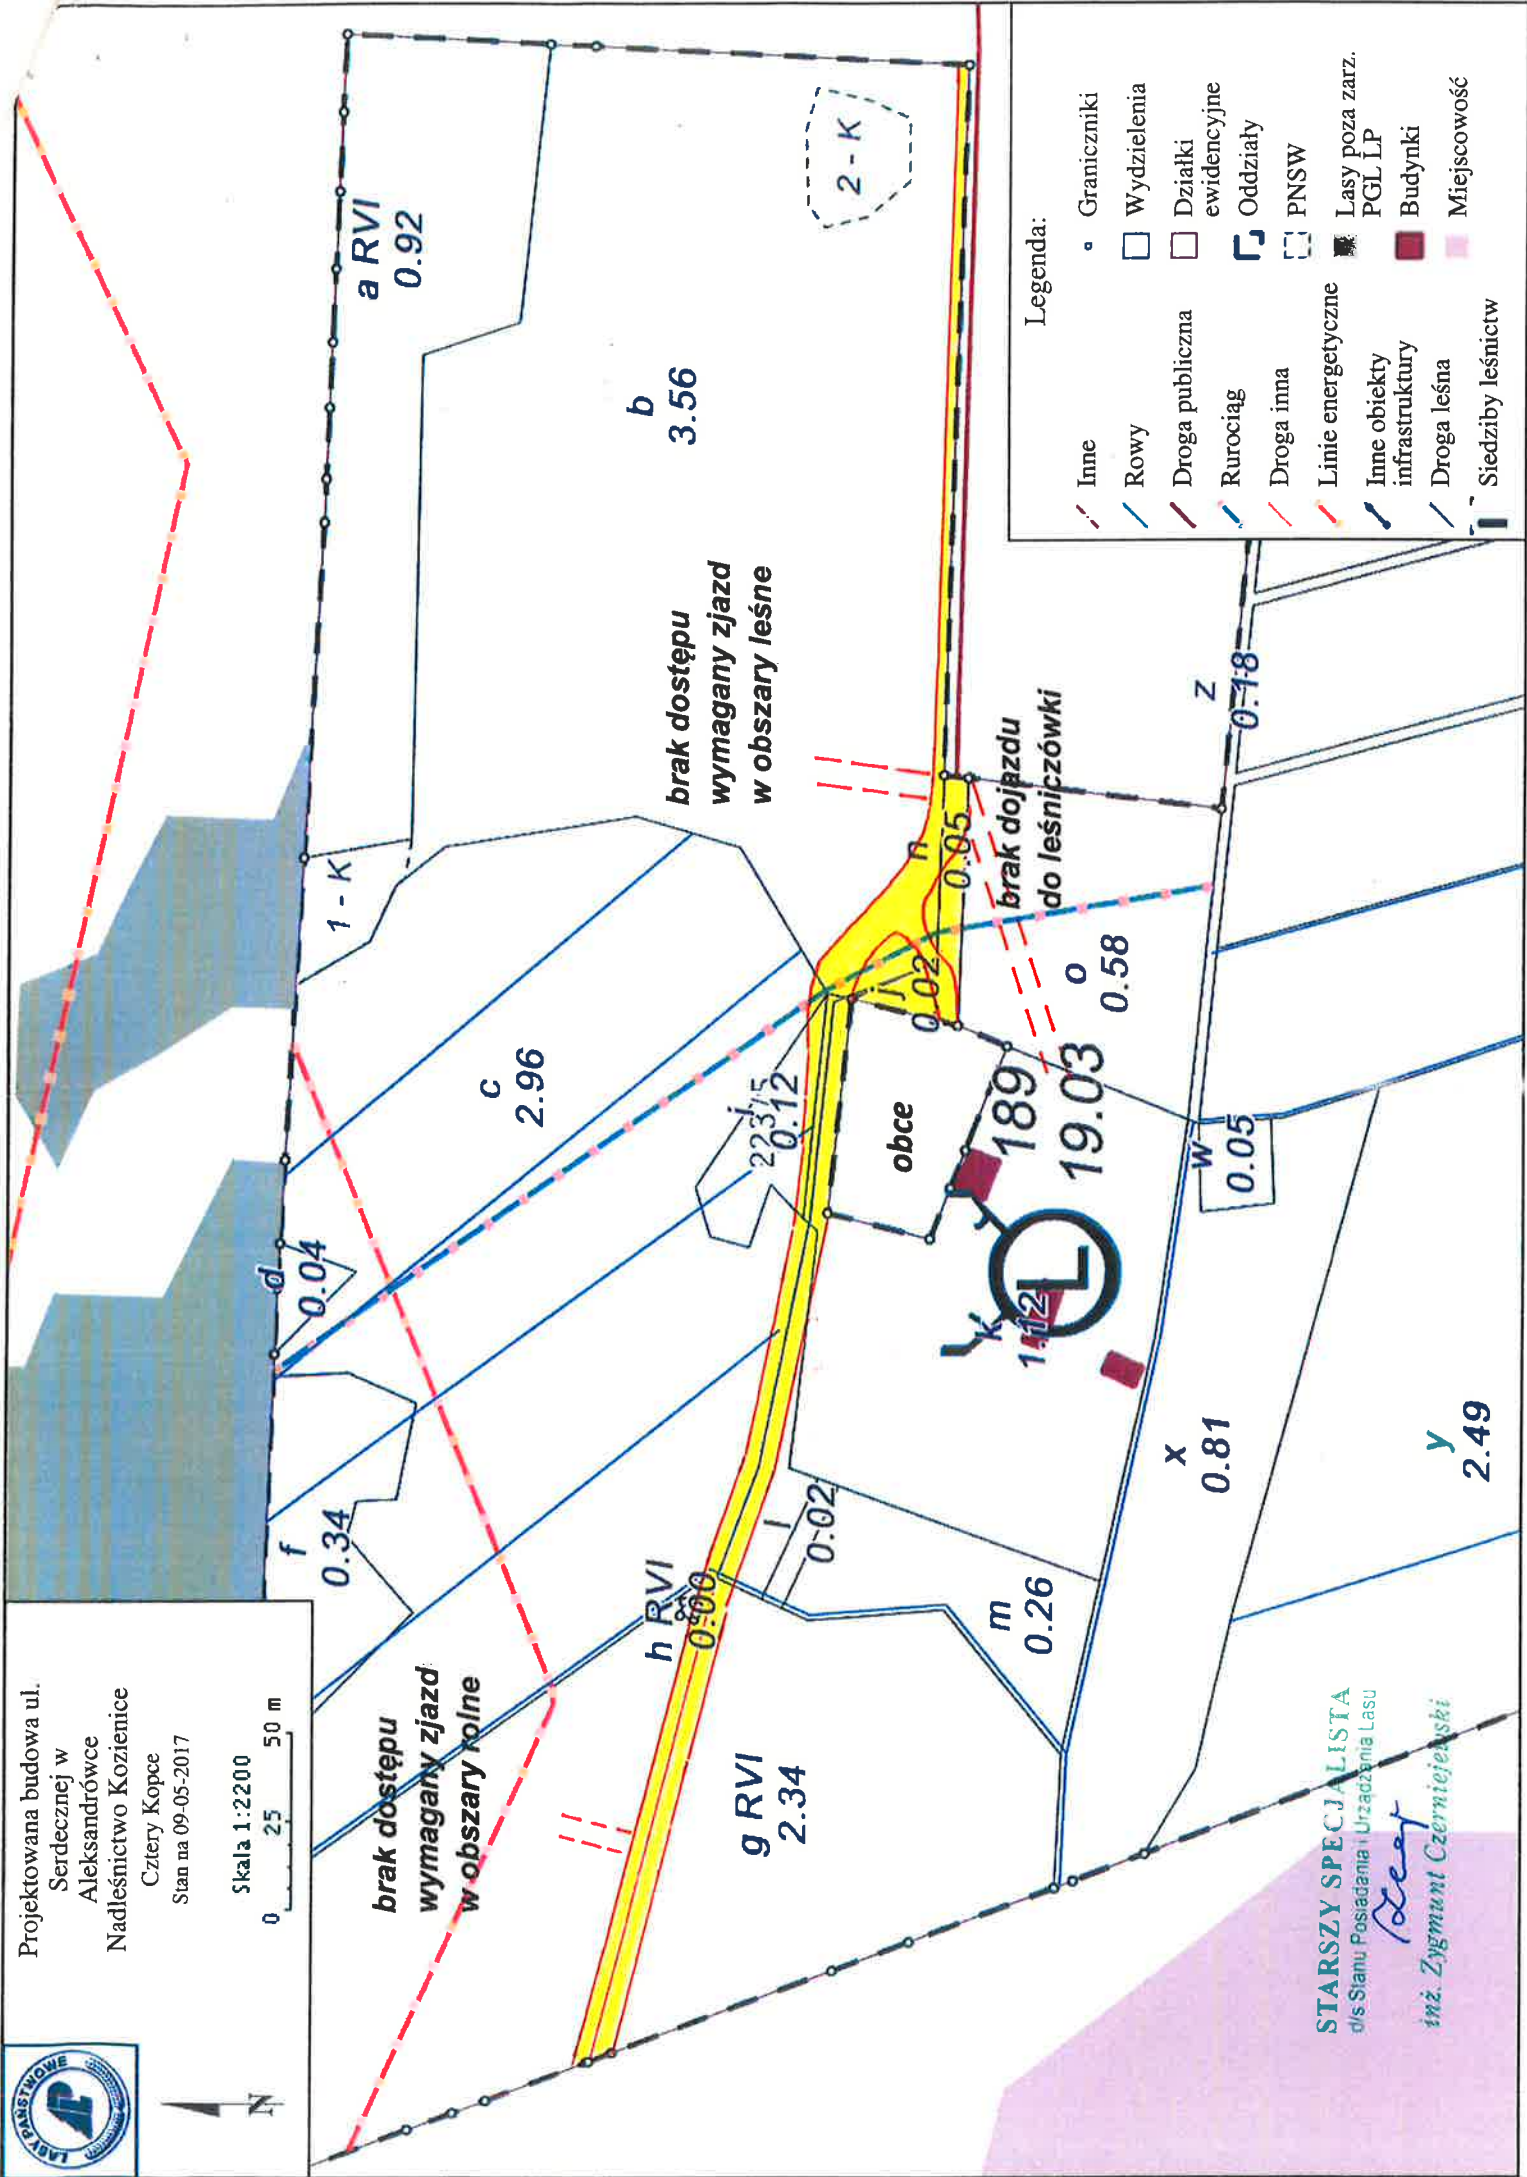 LASY PAŃSTWOWE
Projektowana budowa ul.
Serdecznej w
Aleksandrówce
Nadleśnictwo Kozienice
Cztery Kopce
Stan na 09-05-2017
Skala 1:2200
0 25 50 m
N
a RVI
0.92
2 - K
b
3.56
1 - K
c
2.96
d
0.04
f
0.34
brak dostępu
wymagany zjazd
w obszary leśne
brak dostępu
wymagany zjazd
w obszary rolne
h RVI
0.00
g RVI
2.34
i
223/5
0.12
j
0.02
n
0.05
brak dojazdu
do leśniczówki
obce
189
19.03
o
0.58
z
0.18
k
1.12
L
l
0.02
m
0.26
w
0.05
x
0.81
y
2.49
STARSZY SPECJALISTA
d/s Stanu Posiadania i Urządzania Lasu
inż. Zygmunt Czerniejewski
Legenda:
Inne
Rowy
Droga publiczna
Rurociąg
Droga inna
Linie energetyczne
Inne obiekty
infrastruktury
Droga leśna
Siedziby leśnictw
Graniczniki
Wydzielenia
Działki
ewidencyjne
Oddziały
PNSW
Lasy poza zarz.
PGL LP
Budynki
Miejscowość